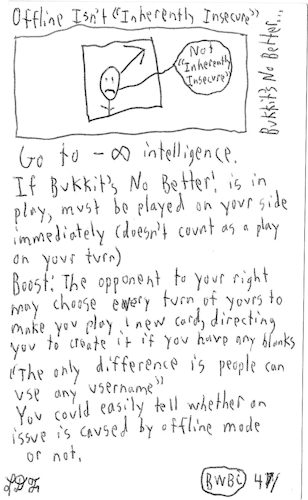 Offline Isn't "Inherently Insecure"
Bukkit's No Better...
Not
"Inherently
Insecure"
Go to -∞ intelligence.
If Bukkit's No Better! is in
play, must be played on your side
immediately (doesn't count as a play
on your turn)
Boost: The opponent to your right
may choose every turn of yours to
make you play 1 new card, directing
you to create it if you have any blanks
"The only difference is people can
use any username"
You could easily tell whether an
issue is caused by offline mode
or not.
BWBi